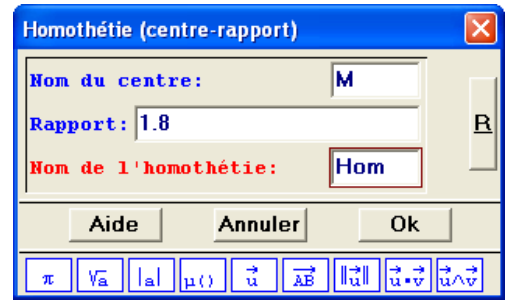 Homothétie (centre-rapport)
Nom du centre: M
Rapport: 1.8
R
Nom de l'homothétie: Hom
Aide Annuler Ok
π √a |a| μ() u⃗ AB⃗ ‖u⃗‖ u⃗•v⃗ u⃗∧v⃗